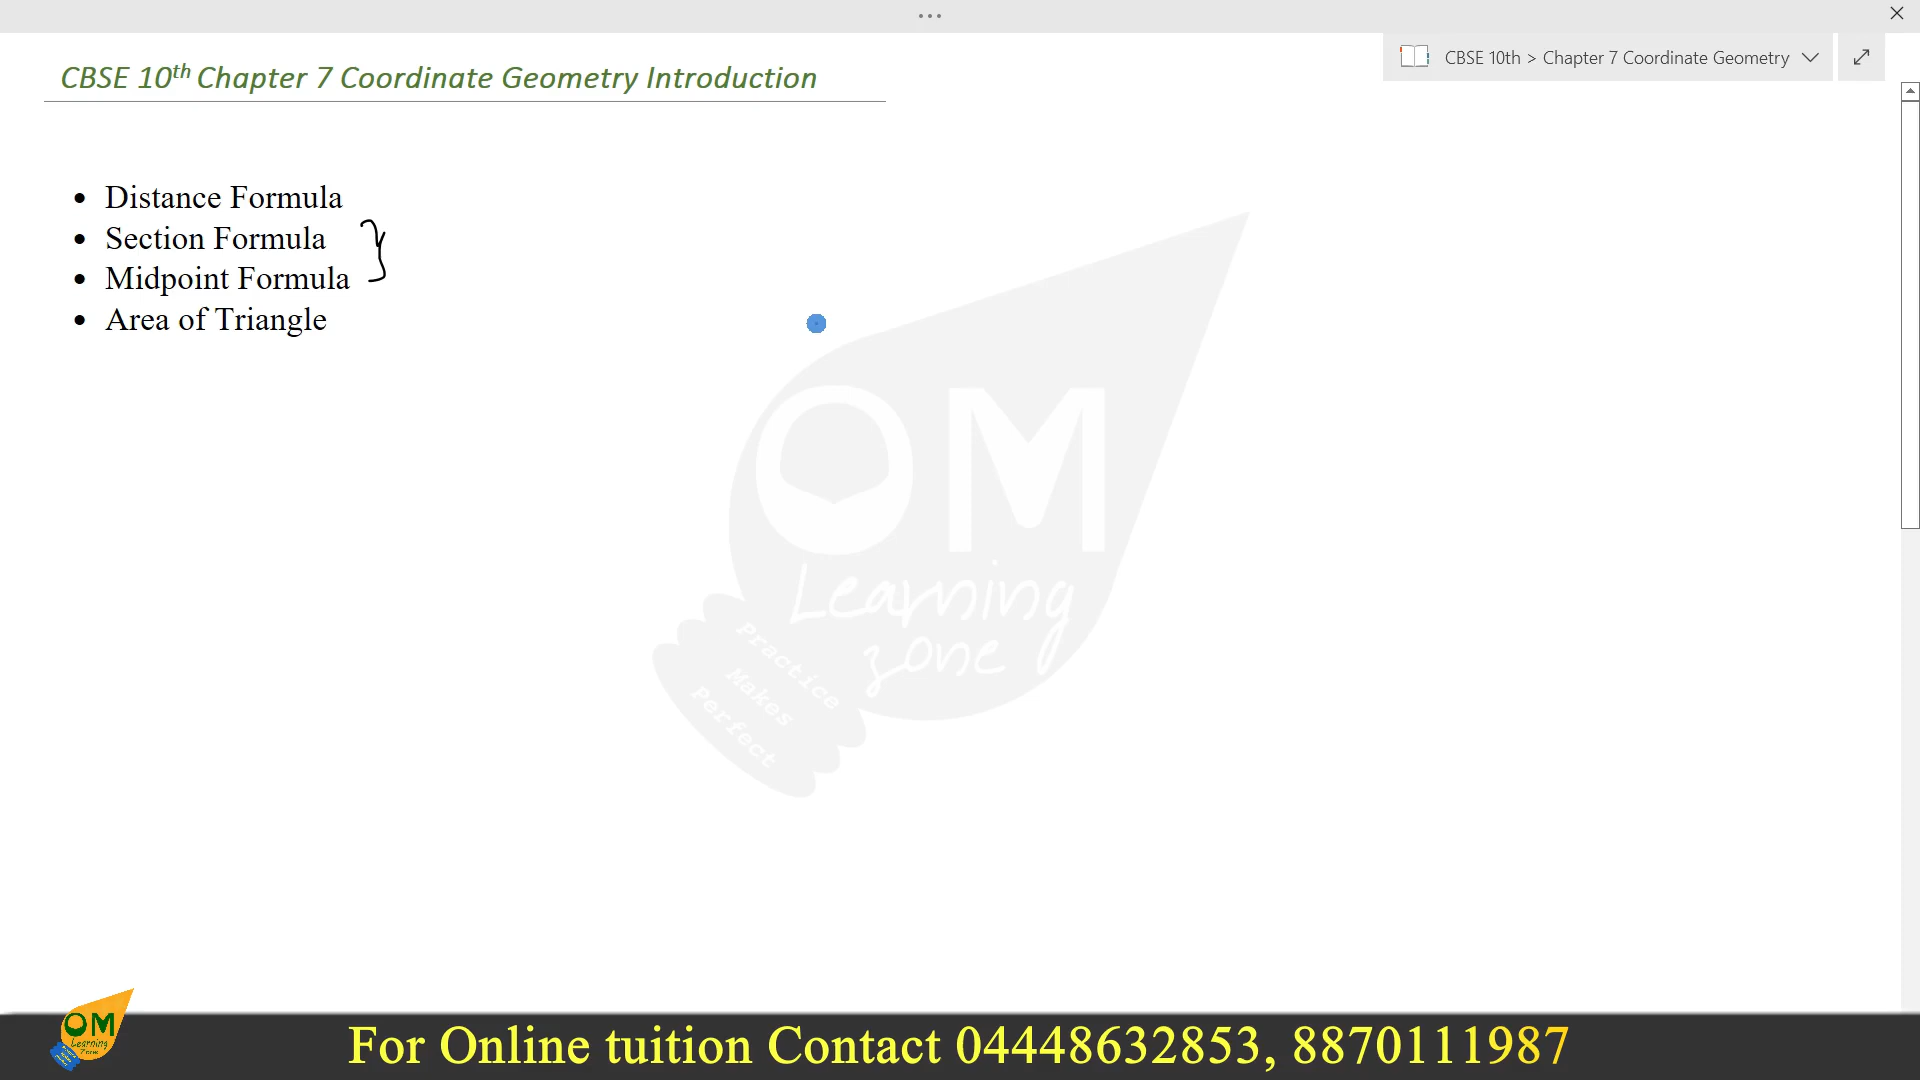 CBSE 10th Chapter 7 Coordinate Geometry Introduction
CBSE 10th > Chapter 7 Coordinate Geometry
• Distance Formula
• Section Formula
• Midpoint Formula
• Area of Triangle
OM
Learning
zone
Practice
Makes
Perfect
OM
Learning
Zone
For Online tuition Contact 04448632853, 8870111987